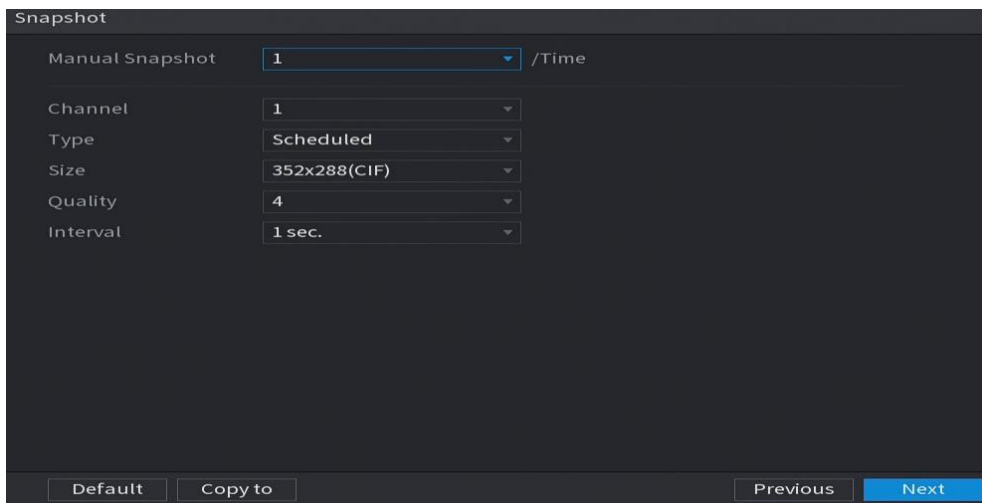 Snapshot
Manual Snapshot 1 /Time
Channel 1
Type Scheduled
Size 352x288(CIF)
Quality 4
Interval 1 sec.
Default Copy to Previous Next